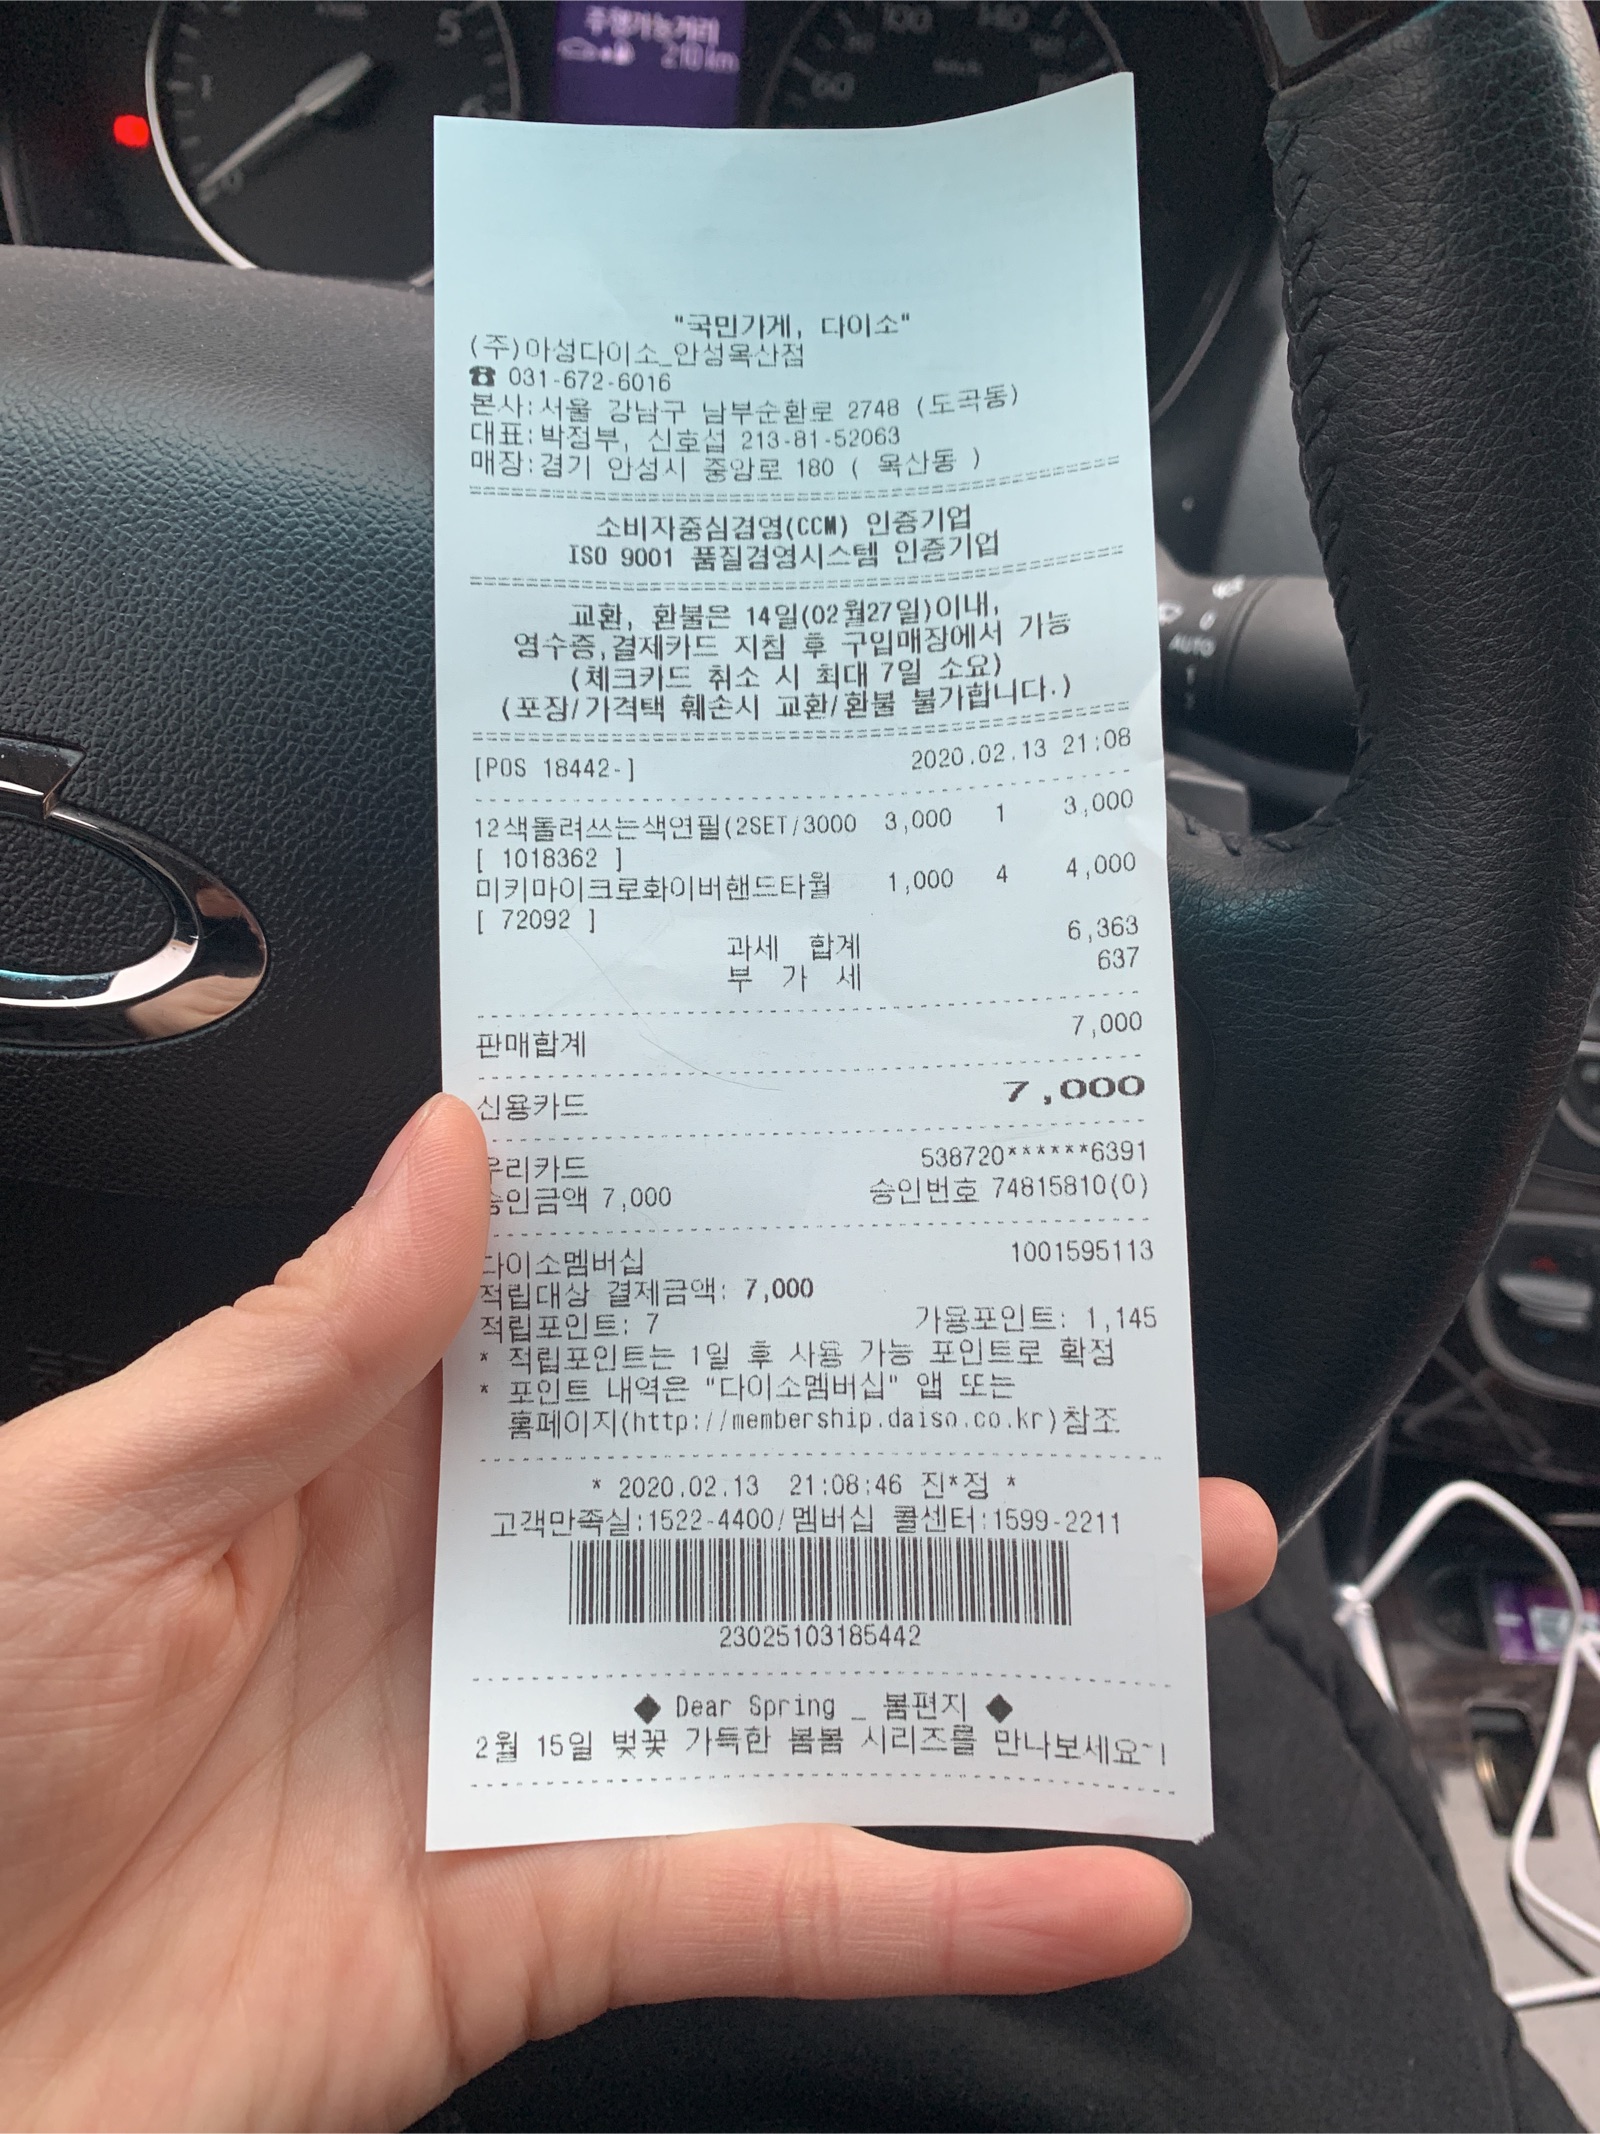 주행가능거리
210km
5
6
2
1
0
60
100
140
"국민가게, 다이소"
(주)아성다이소_안성옥산점
☎ 031-672-6016
본사:서울 강남구 남부순환로 2748 (도곡동)
대표:박정부, 신호섭 213-81-52063
매장:경기 안성시 중앙로 180 ( 옥산동 )
소비자중심경영(CCM) 인증기업
ISO 9001 품질경영시스템 인증기업
교환, 환불은 14일(02월27일)이내,
영수증,결제카드 지참 후 구입매장에서 가능
(체크카드 취소 시 최대 7일 소요)
(포장/가격택 훼손시 교환/환불 불가합니다.)
[POS 18442-] 2020.02.13 21:08
12색돌려쓰는색연필(2SET/3000 3,000 1 3,000
[ 1018362 ]
미키마이크로화이버핸드타월 1,000 4 4,000
[ 72092 ]
과세 합계 6,363
부 가 세 637
판매합계 7,000
신용카드 7,000
우리카드 538720******6391
승인금액 7,000 승인번호 74815810(0)
다이소멤버십 1001595113
적립대상 결제금액: 7,000
적립포인트: 7 가용포인트: 1,145
* 적립포인트는 1일 후 사용 가능 포인트로 확정
* 포인트 내역은 "다이소멤버십" 앱 또는
홈페이지(http://membership.daiso.co.kr)참조
* 2020.02.13 21:08:46 진*정 *
고객만족실:1522-4400/멤버십 콜센터:1599-2211
23025103185442
◆ Dear Spring _ 봄편지 ◆
2월 15일 벚꽃 가득한 봄봄 시리즈를 만나보세요~!
0
AUTO
1